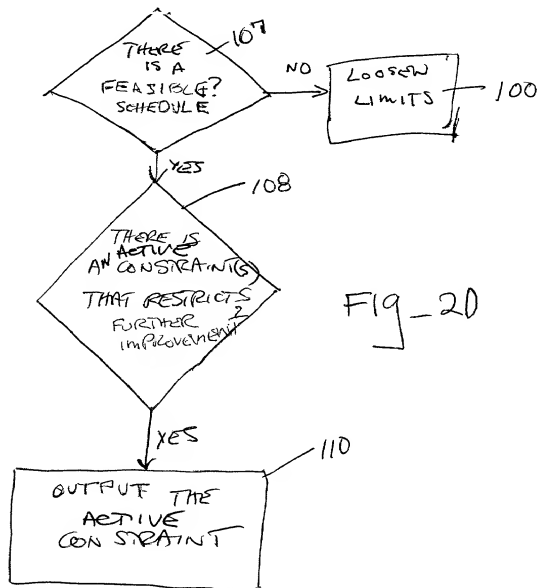 THERE
IS A
FEASIBLE?
SCHEDULE
107
NO
LOOSEN
LIMITS
100
YES
108
THERE IS
AN ACTIVE
CONSTRAINT(S)
THAT RESTRICTS
FURTHER ?
IMPROVEMENT
FIG_2D
YES
110
OUTPUT THE
ACTIVE
CONSTRAINT